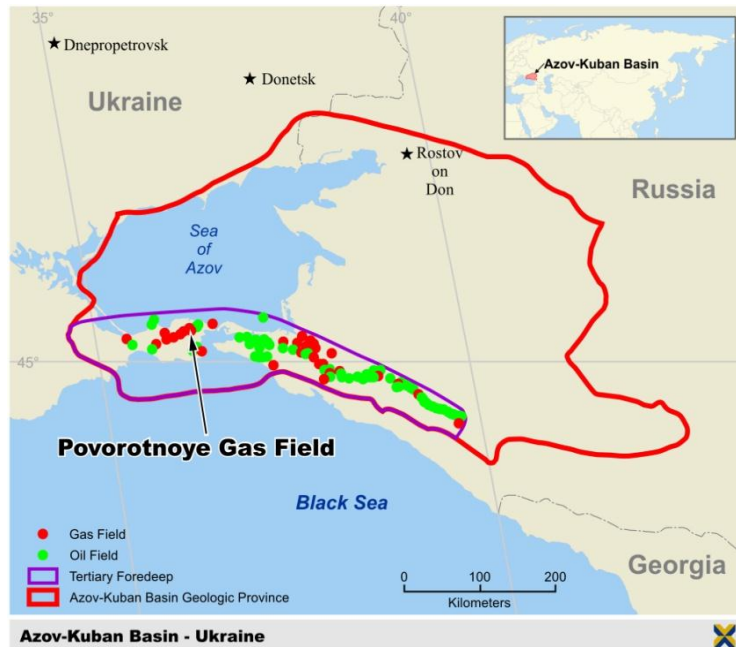 35°
40°
Dnepropetrovsk
Donetsk
Azov-Kuban Basin
Ukraine
Rostov
on
Don
Russia
Sea
of
Azov
45°
45°
Povorotnoye Gas Field
Black Sea
Gas Field
Oil Field
Tertiary Foredeep
Azov-Kuban Basin Geologic Province
0 100 200
Kilometers
Georgia
Azov-Kuban Basin - Ukraine